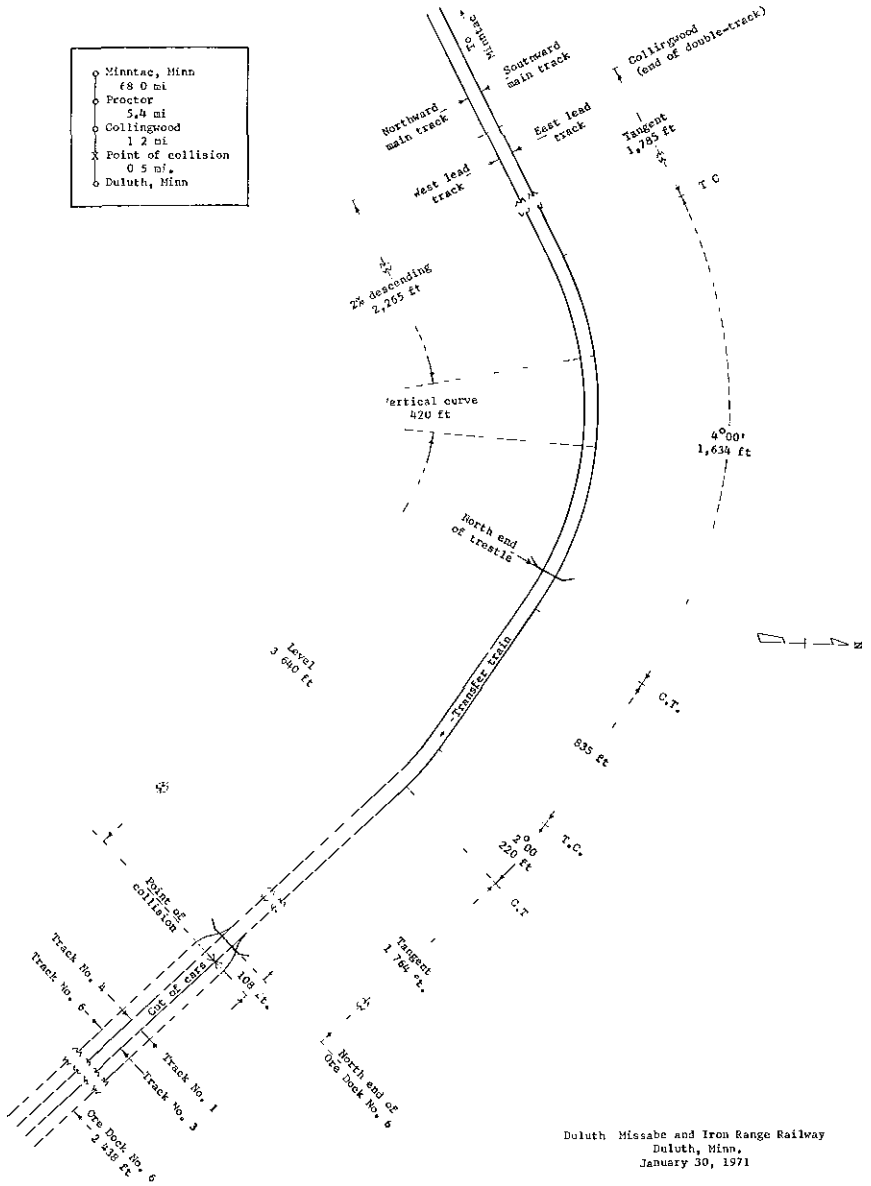 Minntac, Minn
68 0 mi
Proctor
5.4 mi
Collingwood
1 2 mi
Point of collision
0 5 mi.
Duluth, Minn
To
Minntac
Southward
main track
Collingwood
(end of double-track)
Northward
main track
East lead
track
Tangent
1,785 ft
West lead
track
T C
2% descending
2,265 ft
ertical curve
420 ft
4°00'
1,634 ft
North end
of trestle
N
Level
3 640 ft
Transfer train
C.T.
835 ft
T.C.
2°00
220 ft
C.T
Point of
collision
Tangent
1 764 ft.
Track No. 4
Track No. 6
Cut of cars
108 ft.
North end of
Ore Dock No. 6
Track No. 1
Track No. 3
Ore Dock No. 6
2 438 ft
Duluth Missabe and Iron Range Railway
Duluth, Minn.
January 30, 1971